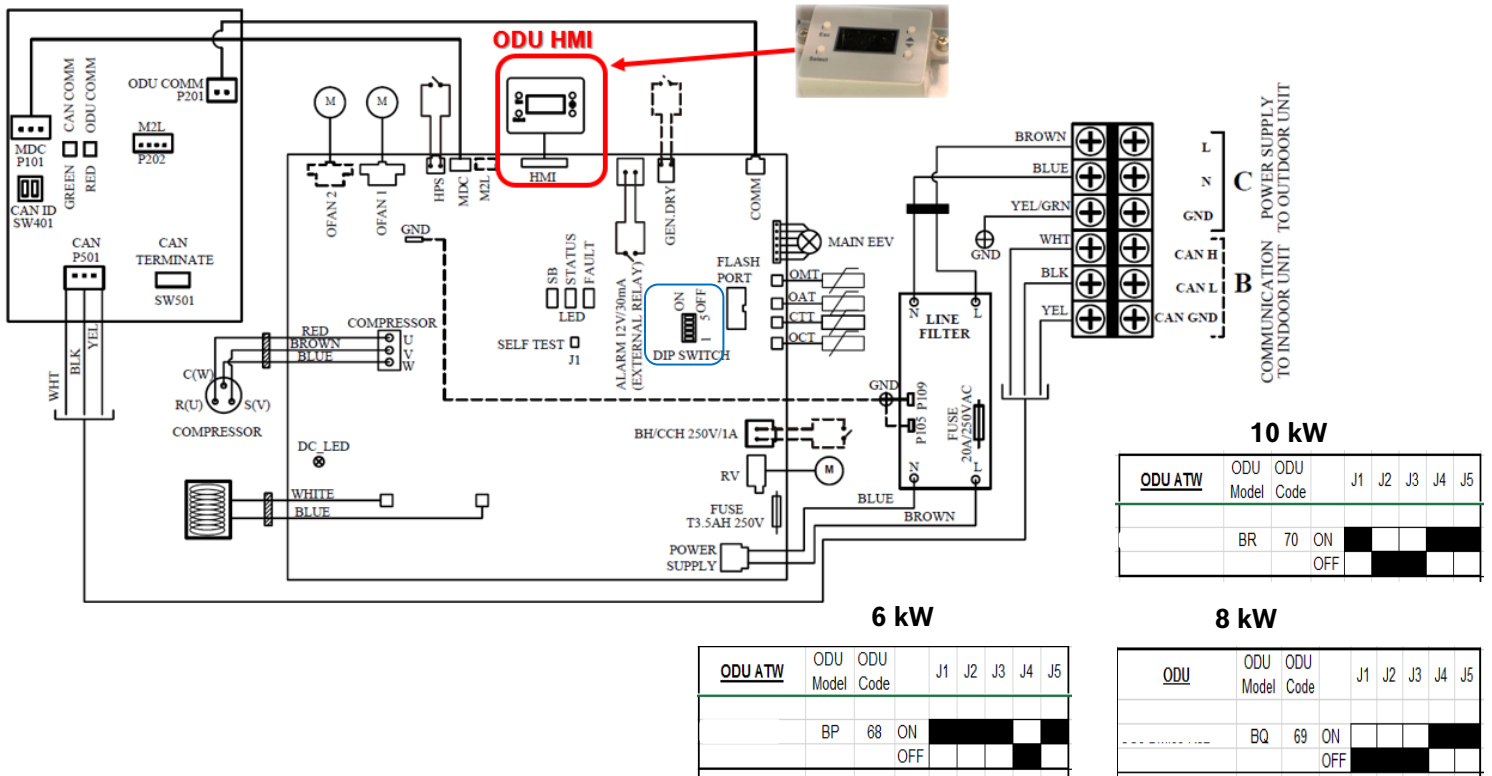 ODU HMI
Esc
Select
ODU COMM
P201
CAN COMM
ODU COMM
MDC
P101
GREEN
RED
M2L
P202
CAN ID
SW401
CAN
P501
CAN
TERMINATE
SW501
WHT
BLK
YEL
M
M
OFAN 2
OFAN 1
HPS
MDC
M2L
HMI
GEN.DRY
COMM
GND
SB
STATUS
FAULT
LED
SELF TEST
J1
ALARM 12V/30mA
(EXTERNAL RELAY)
ON
OFF
1 5
DIP SWITCH
FLASH
PORT
MAIN EEV
OMT
OAT
CTT
OCT
COMPRESSOR
RED
BROWN
BLUE
U
V
W
C(W)
R(U)
S(V)
COMPRESSOR
DC_LED
WHITE
BLUE
BH/CCH 250V/1A
RV
M
FUSE
T3.5AH 250V
POWER
SUPPLY
BLUE
BROWN
N
L
LINE
FILTER
GND
P109
P105
FUSE
20A/250VAC
N
L
BROWN
BLUE
YEL/GRN
GND
WHT
BLK
YEL
L
N
GND
C
POWER SUPPLY
TO OUTDOOR UNIT
CAN H
CAN L
CAN GND
B
COMMUNICATION
TO INDOOR UNIT
10 kW
ODU ATW ODU Model ODU Code J1 J2 J3 J4 J5
BR 70 ON
OFF
6 kW
ODU ATW ODU Model ODU Code J1 J2 J3 J4 J5
BP 68 ON
OFF
8 kW
ODU ODU Model ODU Code J1 J2 J3 J4 J5
BQ 69 ON
OFF